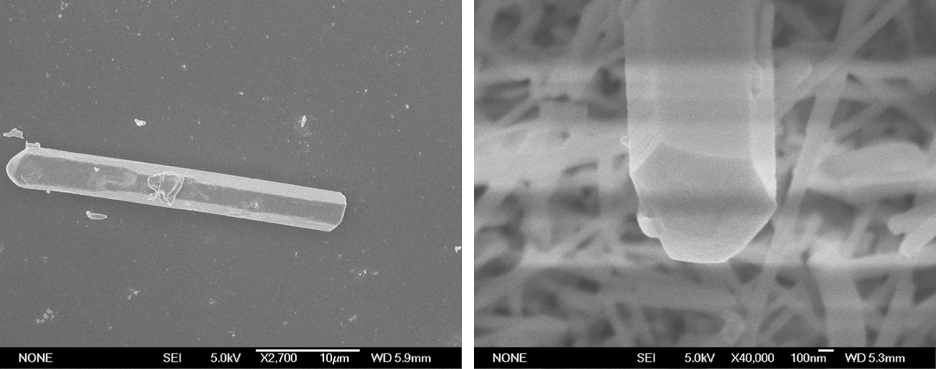 NONE SEI 5.0kV X2,700 10μm WD 5.9mm
NONE SEI 5.0kV X40,000 100nm WD 5.3mm